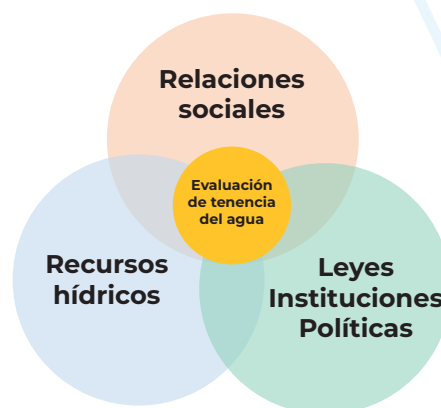 Relaciones
sociales
Evaluación
de tenencia
del agua
Recursos
hídricos
Leyes
Instituciones
Políticas